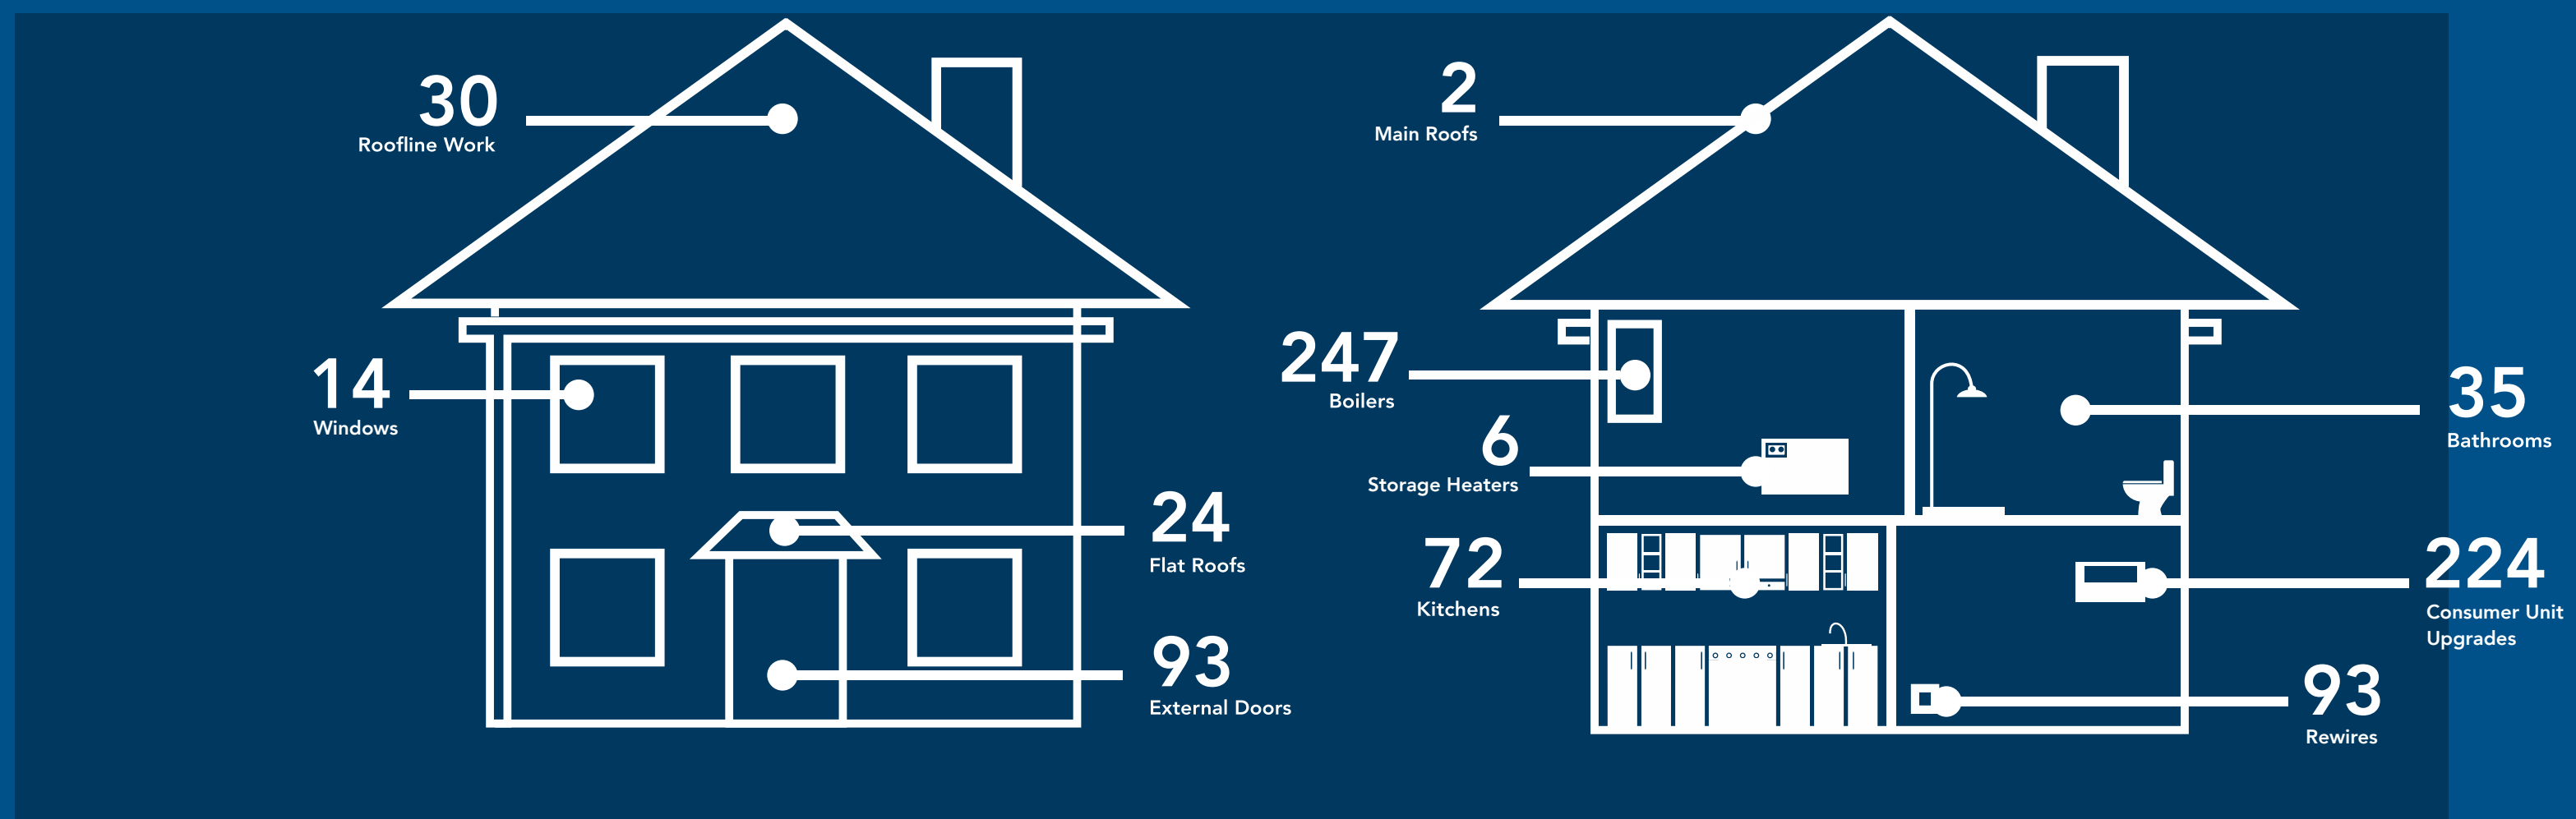 30
Roofline Work
14
Windows
24
Flat Roofs
93
External Doors
2
Main Roofs
247
Boilers
6
Storage Heaters
72
Kitchens
35
Bathrooms
224
Consumer Unit
Upgrades
93
Rewires